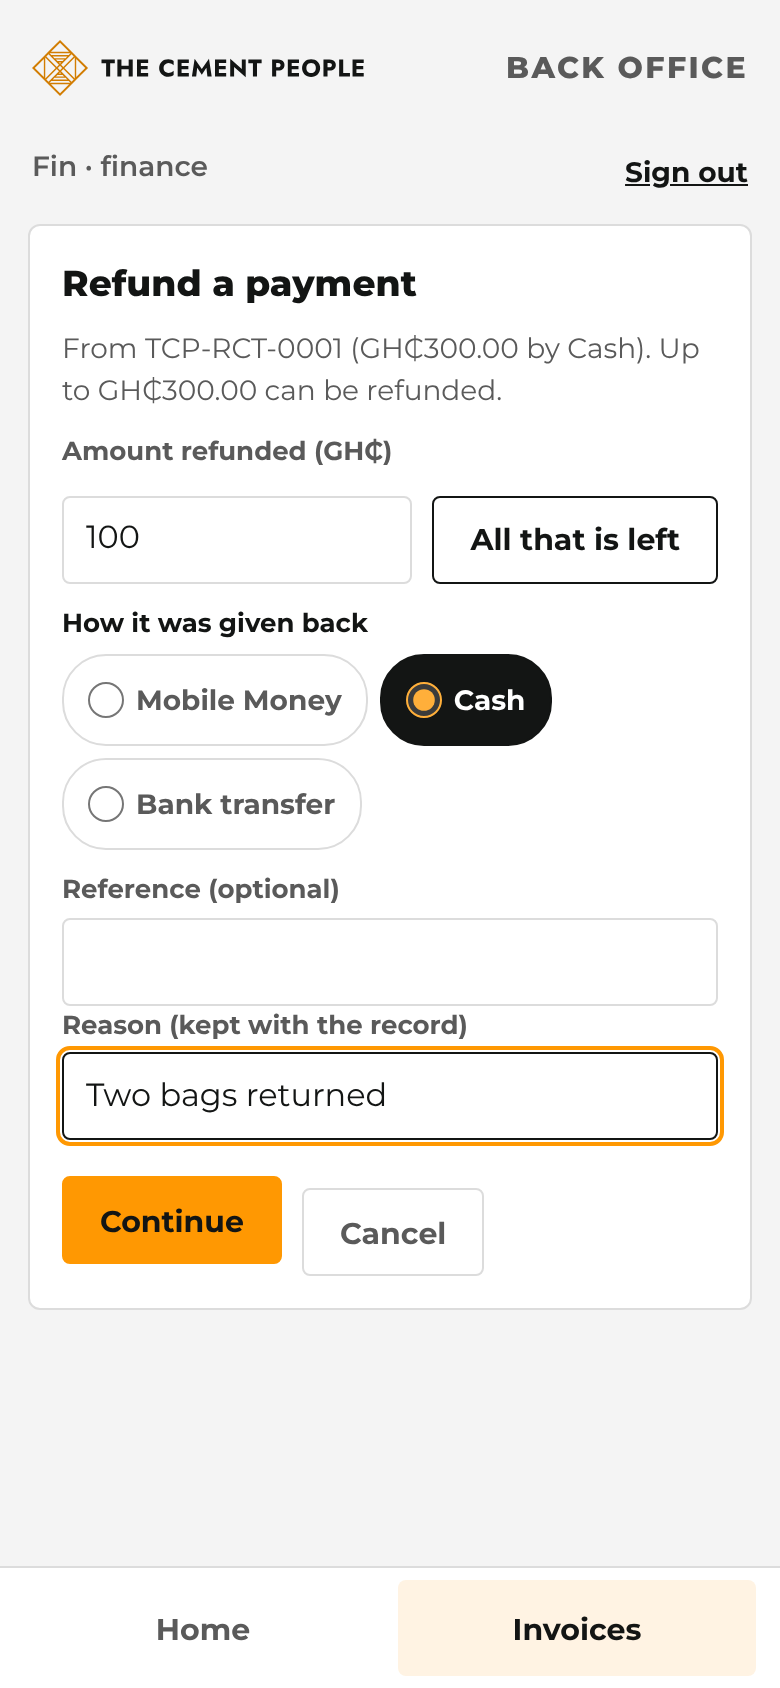 THE CEMENT PEOPLE
BACK OFFICE
Fin · finance
Sign out
Refund a payment
From TCP-RCT-0001 (GH₵300.00 by Cash). Up
to GH₵300.00 can be refunded.
Amount refunded (GH₵)
100
All that is left
How it was given back
Mobile Money
Cash
Bank transfer
Reference (optional)
Reason (kept with the record)
Two bags returned
Continue
Cancel
Home
Invoices